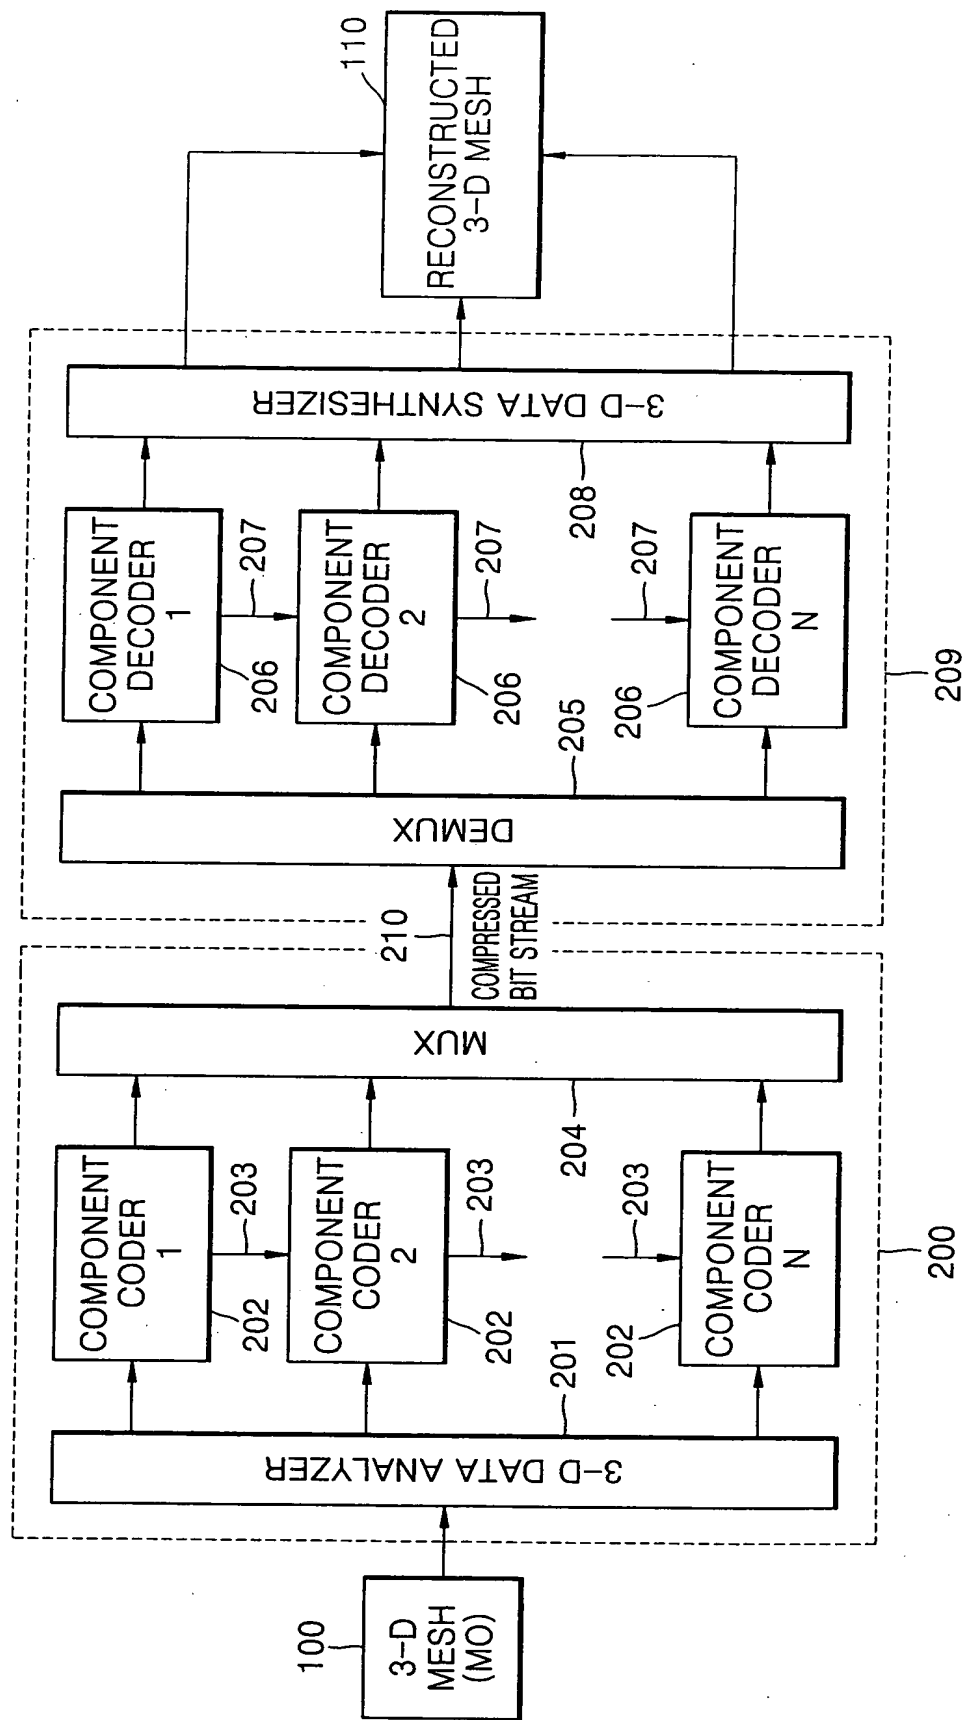 100
3-D
MESH
(MO)
3-D DATA ANALYZER
201
COMPONENT
CODER
1
202
203
COMPONENT
CODER
2
202
203
203
202
COMPONENT
CODER
N
MUX
204
200
210
COMPRESSED
BIT STREAM
DEMUX
205
COMPONENT
DECODER
1
206
207
COMPONENT
DECODER
2
206
207
207
206
COMPONENT
DECODER
N
3-D DATA SYNTHESIZER
208
209
110
RECONSTRUCTED
3-D MESH